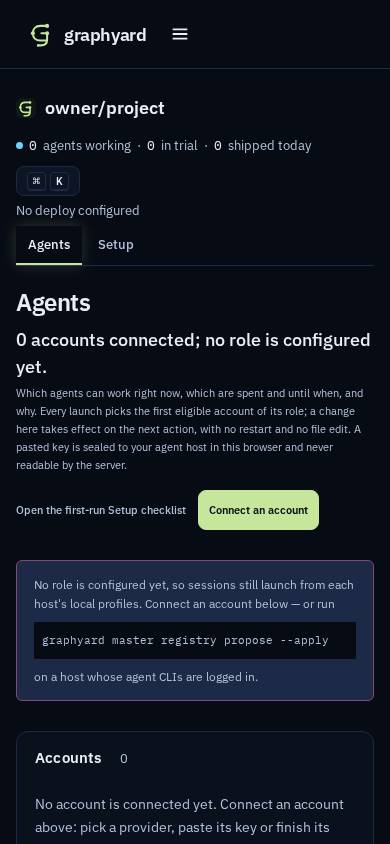 graphyard
owner/project
0 agents working · 0 in trial · 0 shipped today
⌘ K
No deploy configured
Agents Setup
Agents
0 accounts connected; no role is configured
yet.
Which agents can work right now, which are spent and until when, and
why. Every launch picks the first eligible account of its role; a change
here takes effect on the next action, with no restart and no file edit. A
pasted key is sealed to your agent host in this browser and never
readable by the server.
Open the first-run Setup checklist Connect an account
No role is configured yet, so sessions still launch from each
host's local profiles. Connect an account below — or run
graphyard master registry propose --apply
on a host whose agent CLIs are logged in.
Accounts 0
No account is connected yet. Connect an account
above: pick a provider, paste its key or finish its